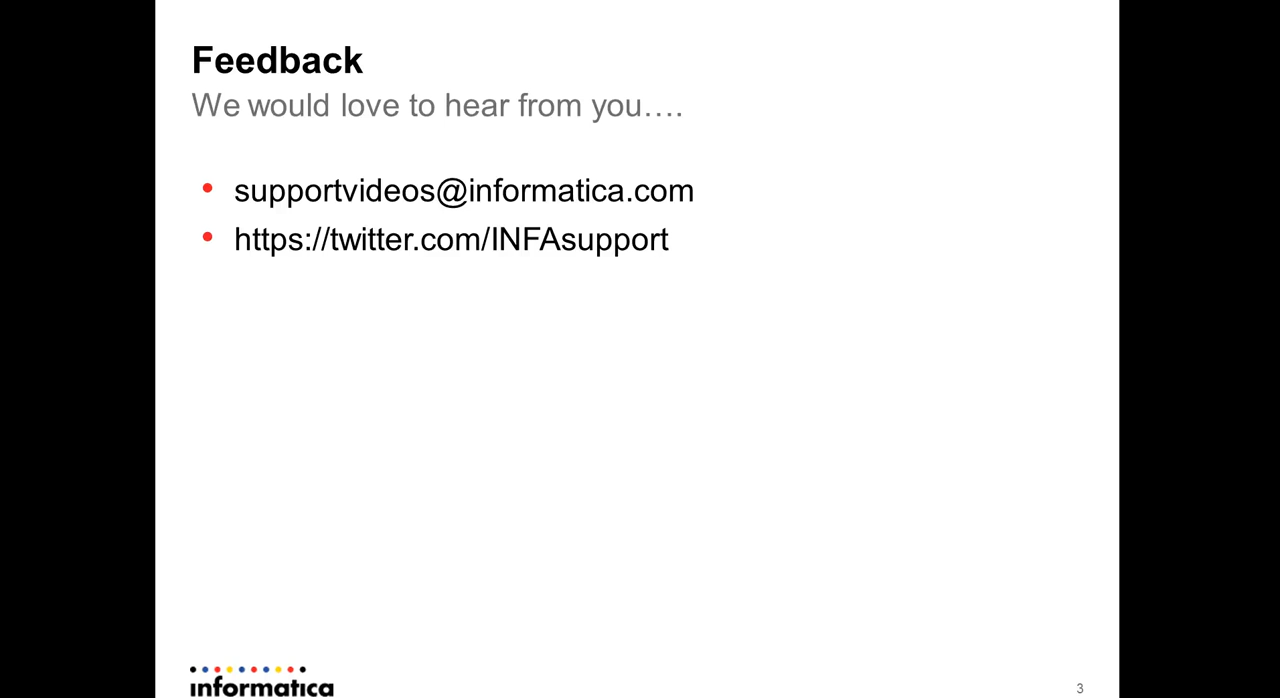 Feedback
We would love to hear from you….
• supportvideos@informatica.com
• https://twitter.com/INFAsupport
informatica
3